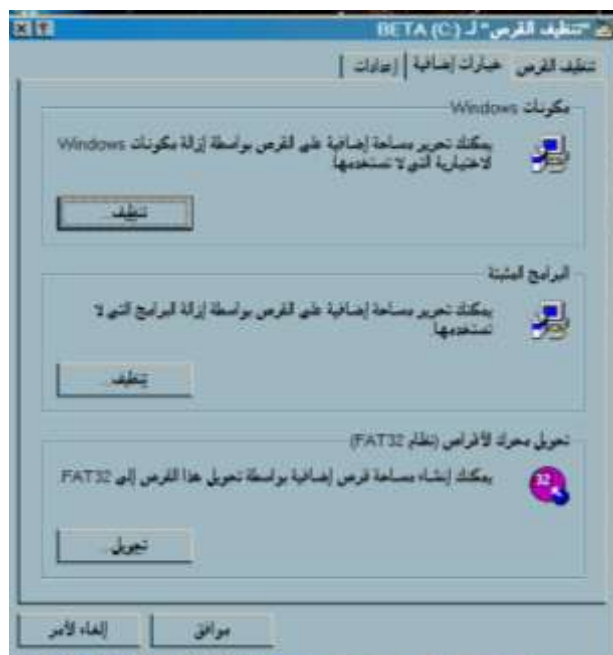 "تنظيف القرص" لـ BETA (C:)
تنظيف القرص
خيارات إضافية
إعدادات
مكونات Windows
يمكنك تحرير مساحة إضافية على القرص بواسطة إزالة مكونات Windows
الاختيارية التي لا تستخدمها.
تنظيف...
البرامج المثبتة
يمكنك تحرير مساحة إضافية على القرص بواسطة إزالة البرامج التي لا
تستخدمها.
تنظيف...
تحويل محرك الأقراص (نظام FAT32)
يمكنك إنشاء مساحة قرص إضافية بواسطة تحويل هذا القرص إلى FAT32.
تحويل...
موافق
إلغاء الأمر